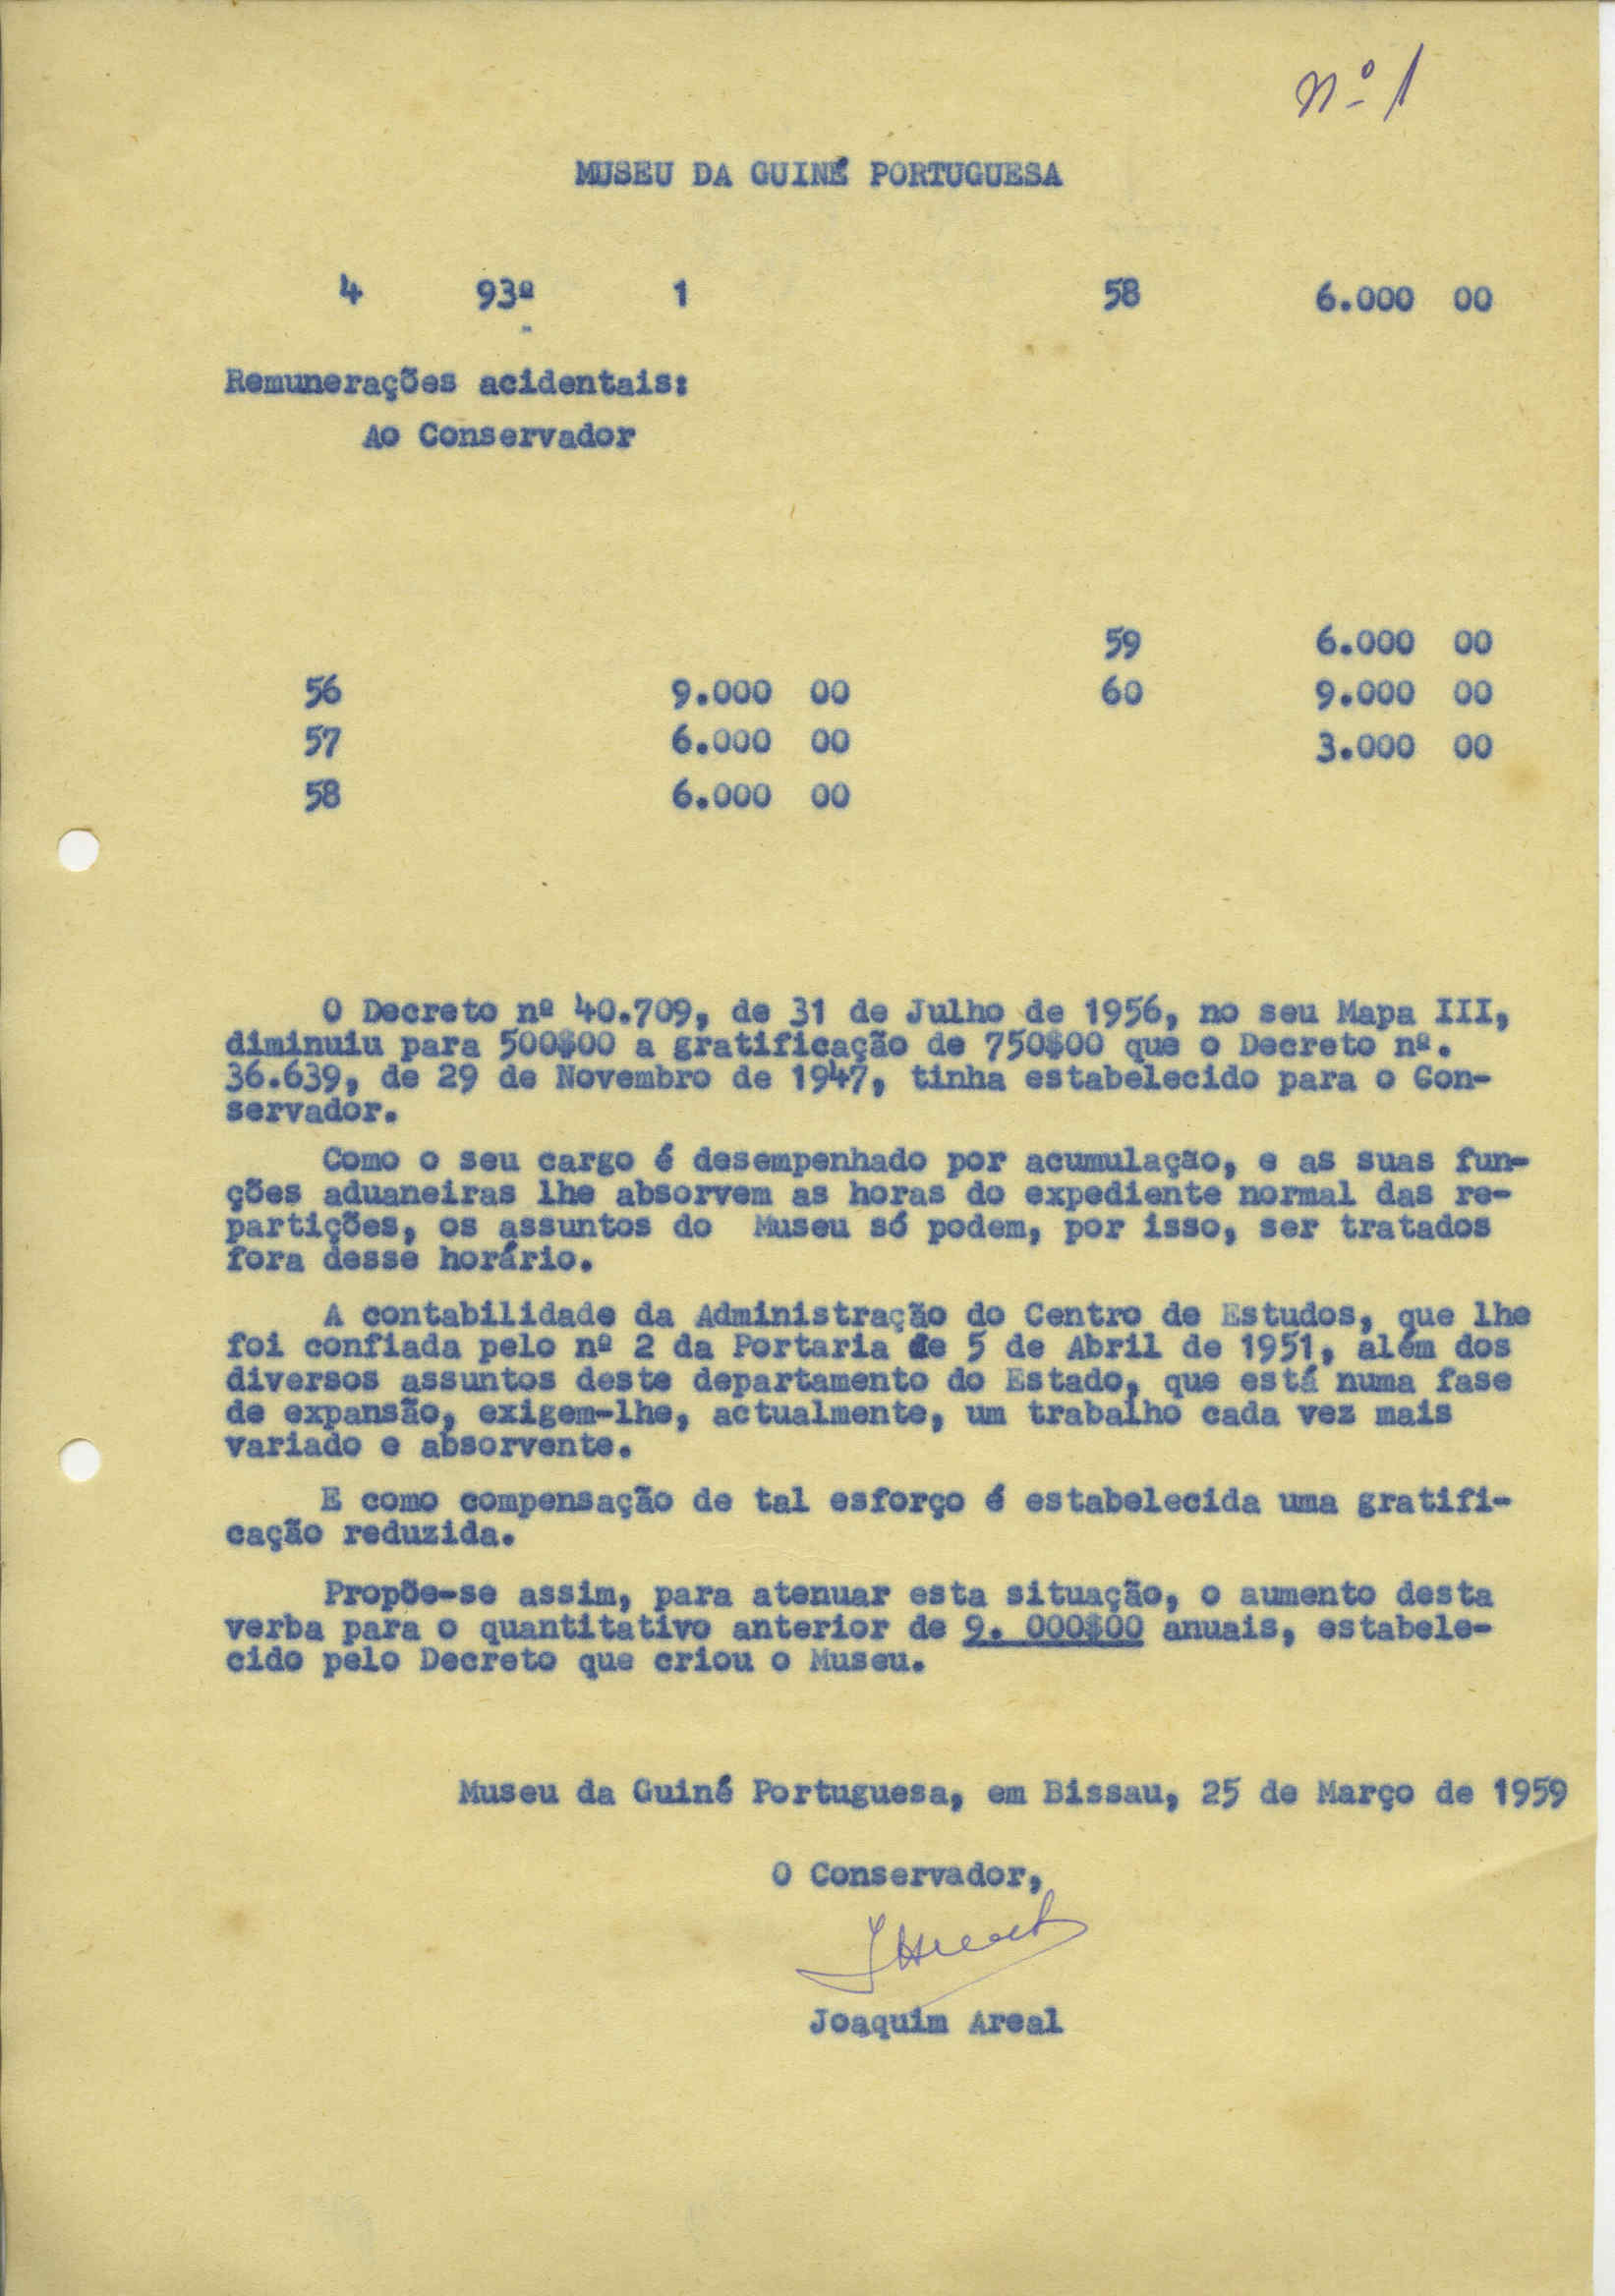 nº 1
MUSEU DA GUINÉ PORTUGUESA
4 93º 1 58 6.000 00
Remunerações acidentais:
Ao Conservador
59 6.000 00
56 9.000 00 60 9.000 00
57 6.000 00 3.000 00
58 6.000 00
O Decreto nº 40.709, de 31 de Julho de 1956, no seu Mapa III,
diminuiu para 500$00 a gratificação de 750$00 que o Decreto nº.
36.639, de 29 de Novembro de 1947, tinha estabelecido para o Con-
servador.
Como o seu cargo é desempenhado por acumulação, e as suas fun-
ções aduaneiras lhe absorvem as horas do expediente normal das re-
partições, os assuntos do Museu só podem, por isso, ser tratados
fora desse horário.
A contabilidade da Administração do Centro de Estudos, que lhe
foi confiada pelo nº 2 da Portaria de 5 de Abril de 1951, além dos
diversos assuntos deste departamento do Estado, que está numa fase
de expansão, exigem-lhe, actualmente, um trabalho cada vez mais
variado e absorvente.
E como compensação de tal esforço é estabelecida uma gratifi-
cação reduzida.
Propõe-se assim, para atenuar esta situação, o aumento desta
verba para o quantitativo anterior de 9. 000$00 anuais, estabele-
cido pelo Decreto que criou o Museu.
Museu da Guiné Portuguesa, em Bissau, 25 de Março de 1959
O Conservador,
JAreal
Joaquim Areal